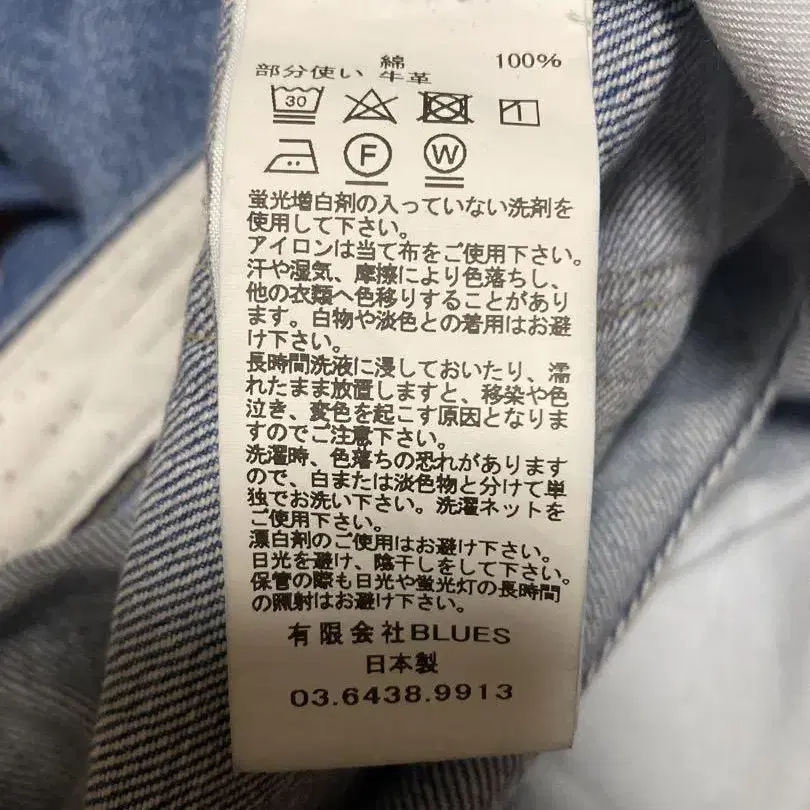 綿 100%
部分使い 牛革
30 1
F W
蛍光増白剤の入っていない洗剤を
使用して下さい。
アイロンは当て布をご使用下さい。
汗や湿気、摩擦により色落ちし、
他の衣類へ色移りすることがあり
ます。白物や淡色との着用はお避
け下さい。
長時間洗液に浸しておいたり、濡
れたまま放置しますと、移染や色
泣き、変色を起こす原因となりま
すのでご注意下さい。
洗濯時、色落ちの恐れがあります
ので、白または淡色物と分けて単
独でお洗い下さい。洗濯ネットを
ご使用下さい。
漂白剤のご使用はお避け下さい。
日光を避け、陰干しをして下さい。
保管の際も日光や蛍光灯の長時間
の照射はお避け下さい。
有限会社BLUES
日本製
03.6438.9913